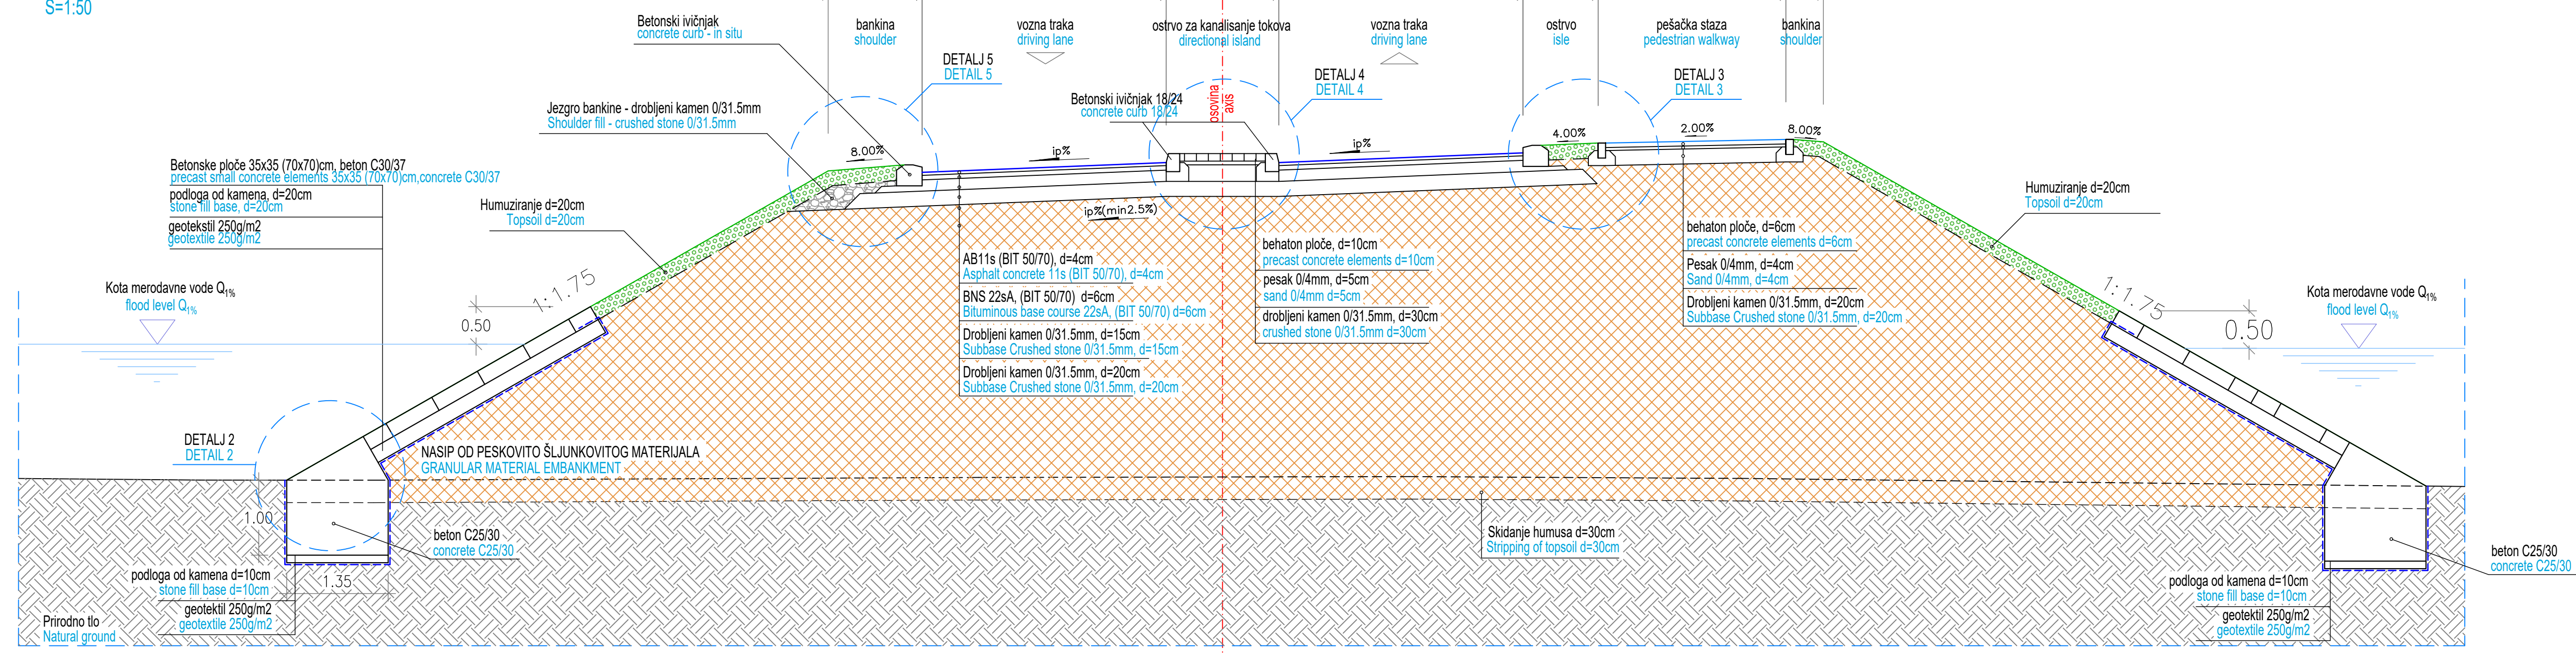 S=1:50
Betonski ivičnjak
concrete curb - in situ
bankina
shoulder
vozna traka
driving lane
ostrvo za kanalisanje tokova
directional island
vozna traka
driving lane
ostrvo
isle
pešačka staza
pedestrian walkway
bankina
shoulder
DETALJ 5
DETAIL 5
DETALJ 4
DETAIL 4
DETALJ 3
DETAIL 3
osovina
axis
Betonski ivičnjak 18/24
concrete curb 18/24
Jezgro bankine - drobljeni kamen 0/31.5mm
Shoulder fill - crushed stone 0/31.5mm
8.00%
ip%
ip%
4.00%
2.00%
8.00%
Betonske ploče 35x35 (70x70)cm, beton C30/37
precast small concrete elements 35x35 (70x70)cm,concrete C30/37
podloga od kamena, d=20cm
stone fill base, d=20cm
geotekstil 250g/m2
geotextile 250g/m2
Humuziranje d=20cm
Topsoil d=20cm
ip%(min2.5%)
Humuziranje d=20cm
Topsoil d=20cm
AB11s (BIT 50/70), d=4cm
Asphalt concrete 11s (BIT 50/70), d=4cm
BNS 22sA, (BIT 50/70) d=6cm
Bituminous base course 22sA, (BIT 50/70) d=6cm
Drobljeni kamen 0/31.5mm, d=15cm
Subbase Crushed stone 0/31.5mm, d=15cm
Drobljeni kamen 0/31.5mm, d=20cm
Subbase Crushed stone 0/31.5mm, d=20cm
behaton ploče, d=10cm
precast concrete elements d=10cm
pesak 0/4mm, d=5cm
sand 0/4mm d=5cm
drobljeni kamen 0/31.5mm, d=30cm
crushed stone 0/31.5mm d=30cm
behaton ploče, d=6cm
precast concrete elements d=6cm
Pesak 0/4mm, d=4cm
Sand 0/4mm, d=4cm
Drobljeni kamen 0/31.5mm, d=20cm
Subbase Crushed stone 0/31.5mm, d=20cm
Kota merodavne vode Q1%
flood level Q1%
0.50
1:1.75
1:1.75
0.50
Kota merodavne vode Q1%
flood level Q1%
DETALJ 2
DETAIL 2
NASIP OD PESKOVITO ŠLJUNKOVITOG MATERIJALA
GRANULAR MATERIAL EMBANKMENT
1.00
beton C25/30
concrete C25/30
1.35
podloga od kamena d=10cm
stone fill base d=10cm
geotektil 250g/m2
geotextile 250g/m2
Prirodno tlo
Natural ground
Skidanje humusa d=30cm
Stripping of topsoil d=30cm
beton C25/30
concrete C25/30
podloga od kamena d=10cm
stone fill base d=10cm
geotektil 250g/m2
geotextile 250g/m2